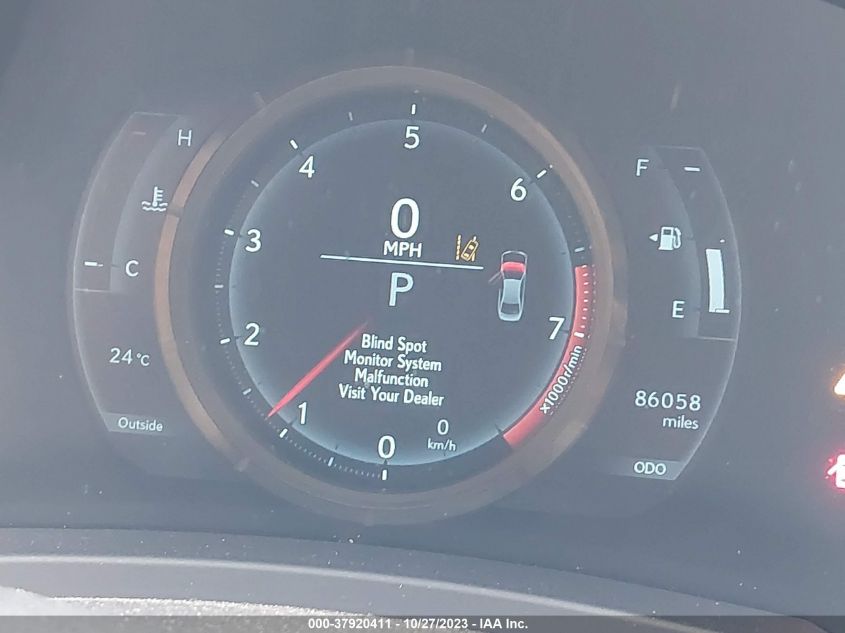 H
C
24°C
Outside
0
1
2
3
4
5
6
7
x1000r/min
0
MPH
P
Blind Spot
Monitor System
Malfunction
Visit Your Dealer
0
km/h
F
E
86058
miles
ODO
000-37920411 - 10/27/2023 - IAA Inc.